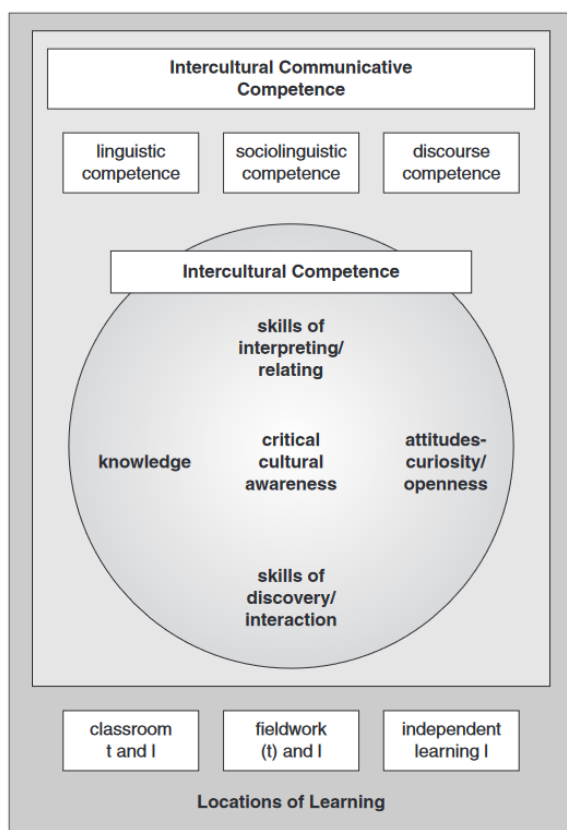 Intercultural Communicative
Competence
linguistic
competence
sociolinguistic
competence
discourse
competence
Intercultural Competence
skills of
interpreting/
relating
knowledge
critical
cultural
awareness
attitudes-
curiosity/
openness
skills of
discovery/
interaction
classroom
t and l
fieldwork
(t) and l
independent
learning l
Locations of Learning